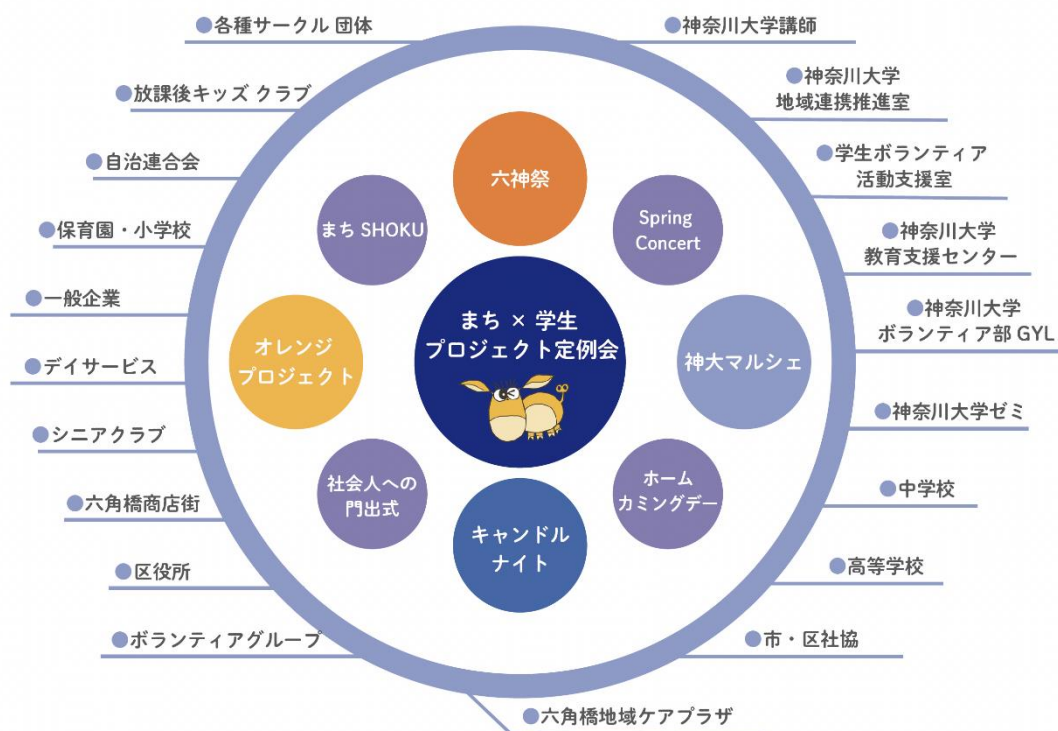 ●各種サークル 団体
●放課後キッズ クラブ
●自治連合会
●保育園・小学校
●一般企業
●デイサービス
●シニアクラブ
●六角橋商店街
●区役所
●ボランティアグループ
●神奈川大学講師
●神奈川大学
地域連携推進室
●学生ボランティア
活動支援室
●神奈川大学
教育支援センター
●神奈川大学
ボランティア部 GYL
●神奈川大学ゼミ
●中学校
●高等学校
●市・区社協
●六角橋地域ケアプラザ
六神祭
まち SHOKU
Spring
Concert
オレンジ
プロジェクト
まち × 学生
プロジェクト定例会
神大マルシェ
社会人への
門出式
キャンドル
ナイト
ホーム
カミングデー